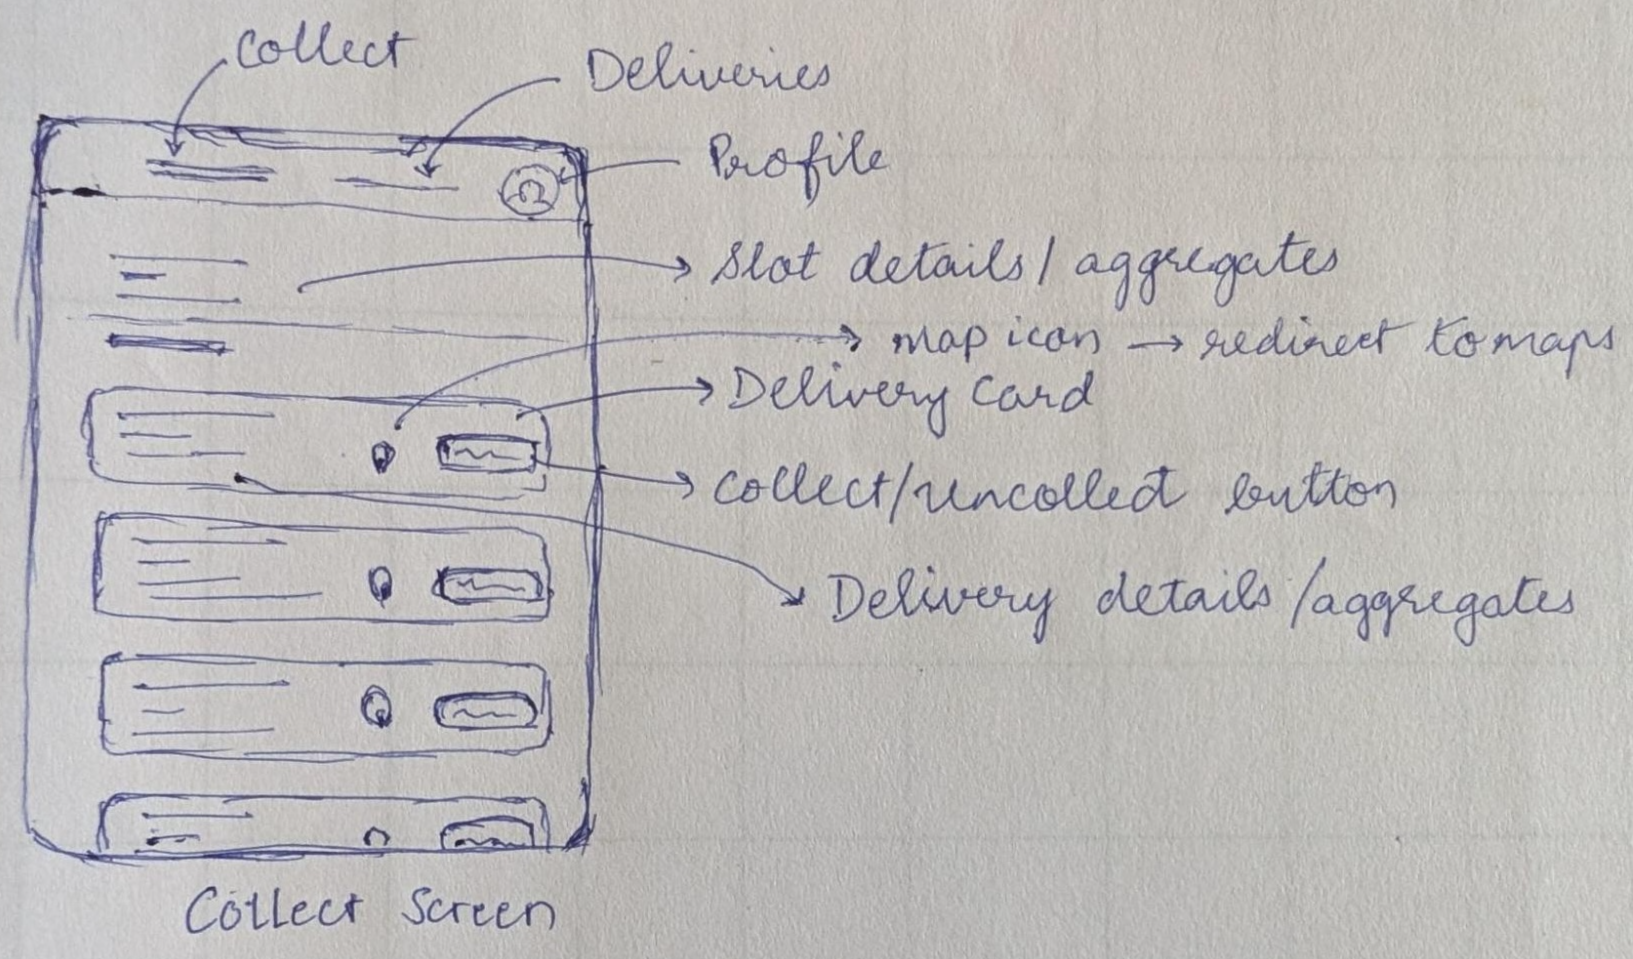 Collect
Deliveries
Profile
Slot details/ aggregates
map icon → redirect to maps
Delivery Card
Collect/uncollect button
Delivery details /aggregates
Collect Screen